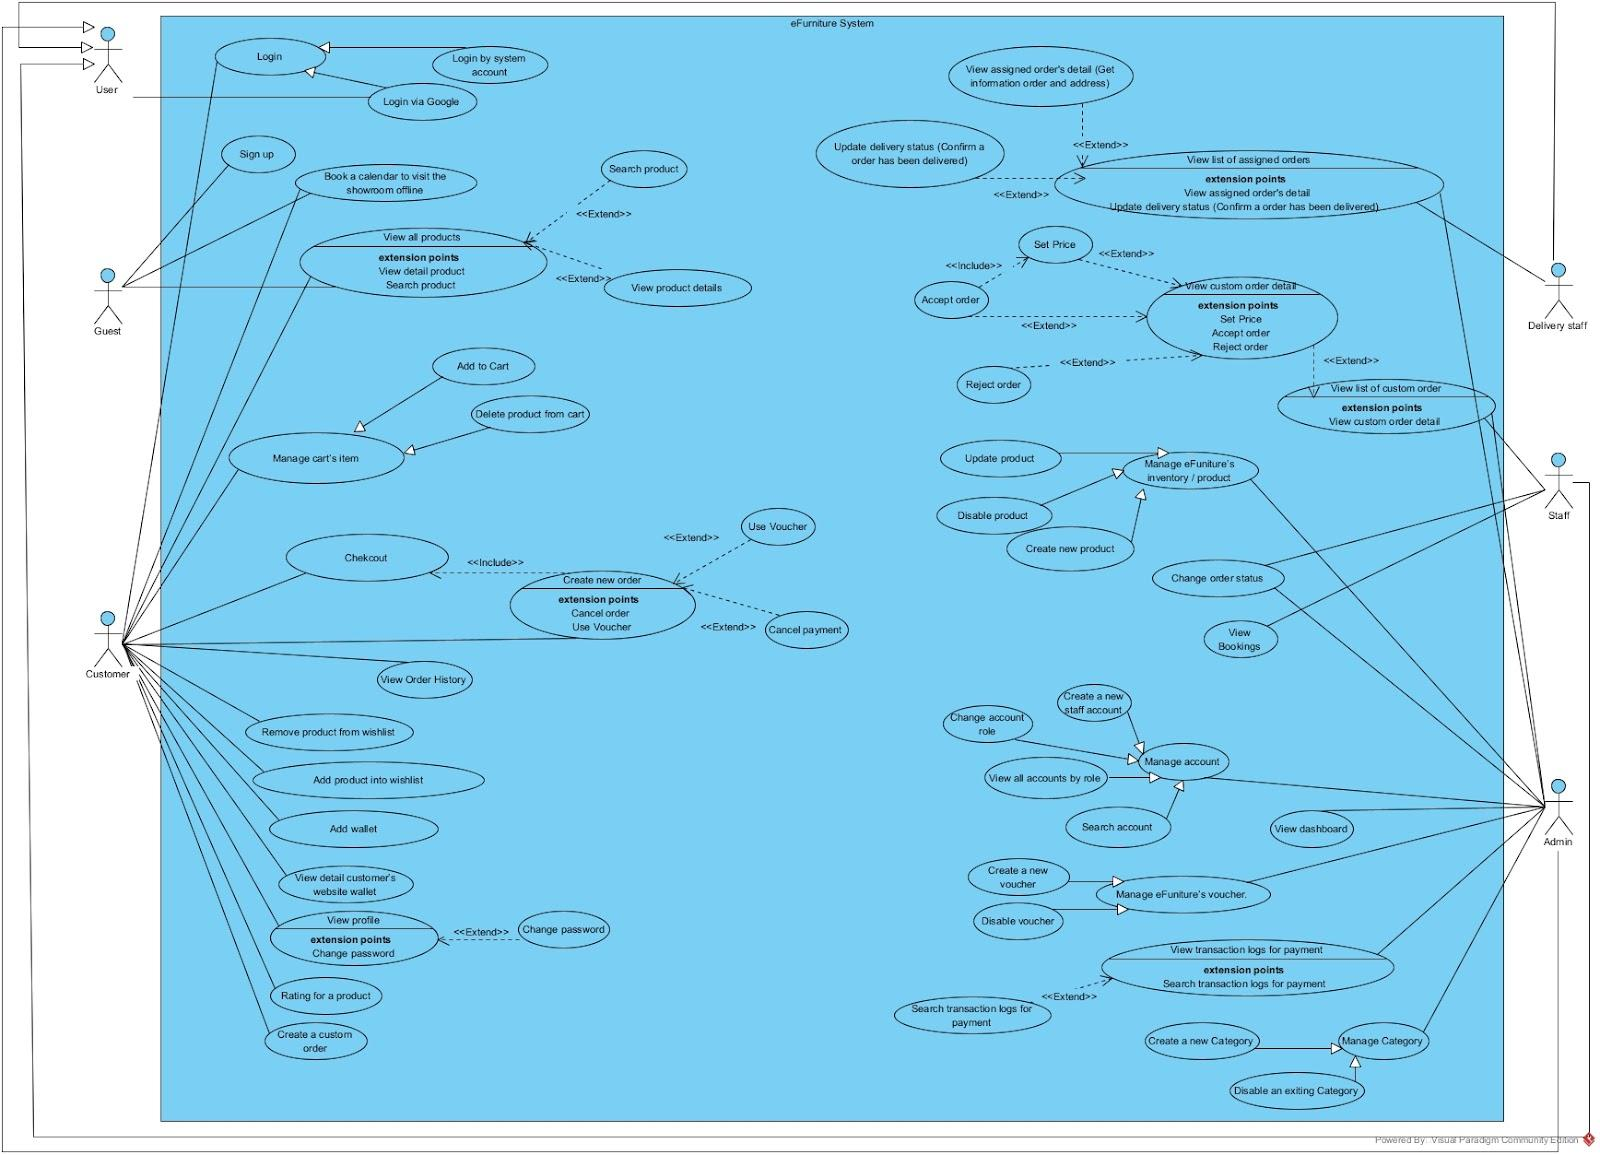 eFurniture System
User
Login
Login by system
account
Login via Google
Sign up
Book a calendar to visit the
showroom offline
Search product
<<Extend>>
View all products
extension points
View detail product
Search product
<<Extend>>
View product details
Guest
Add to Cart
Delete product from cart
Manage cart's item
Use Voucher
<<Extend>>
Chekcout
<<Include>>
Create new order
extension points
Cancel order
Use Voucher
<<Extend>>
Cancel payment
Customer
View Order History
Remove product from wishlist
Add product into wishlist
Add wallet
View detail customer's
website wallet
View profile
extension points
Change password
<<Extend>>
Change password
Rating for a product
Create a custom
order
View assigned order's detail (Get
information order and address)
<<Extend>>
Update delivery status (Confirm a
order has been delivered)
<<Extend>>
View list of assigned orders
extension points
View assigned order's detail
Update delivery status (Confirm a order has been delivered)
Set Price
<<Extend>>
<<Include>>
Accept order
<<Extend>>
View custom order detail
extension points
Set Price
Accept order
Reject order
<<Extend>>
Reject order
<<Extend>>
View list of custom order
extension points
View custom order detail
Delivery staff
Update product
Manage eFuniture's
inventory / product
Disable product
Create new product
Staff
Change order status
View
Bookings
Create a new
staff account
Change account
role
Manage account
View all accounts by role
Search account
View dashboard
Admin
Create a new
voucher
Manage eFuniture's voucher.
Disable voucher
View transaction logs for payment
extension points
Search transaction logs for payment
<<Extend>>
Search transaction logs for
payment
Create a new Category
Manage Category
Disable an exiting Category
Powered By: Visual Paradigm Community Edition